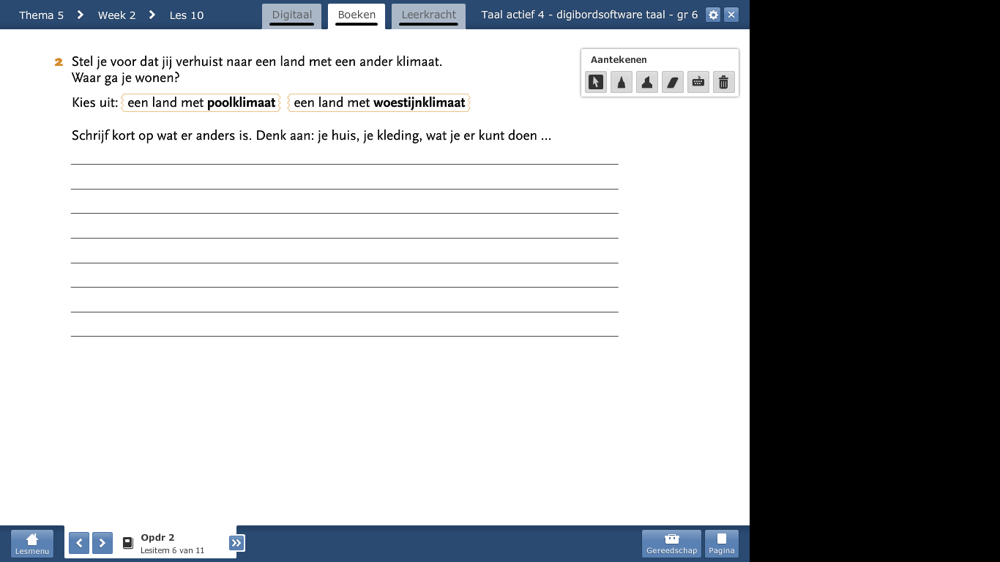 Thema 5 Week 2 Les 10
Digitaal Boeken Leerkracht
Taal actief 4 - digibordsoftware taal - gr 6
2 Stel je voor dat jij verhuist naar een land met een ander klimaat.
Waar ga je wonen?
Kies uit: een land met poolklimaat een land met woestijnklimaat
Schrijf kort op wat er anders is. Denk aan: je huis, je kleding, wat je er kunt doen ...
Aantekenen
Lesmenu
Opdr 2
Lesitem 6 van 11
Gereedschap
Pagina